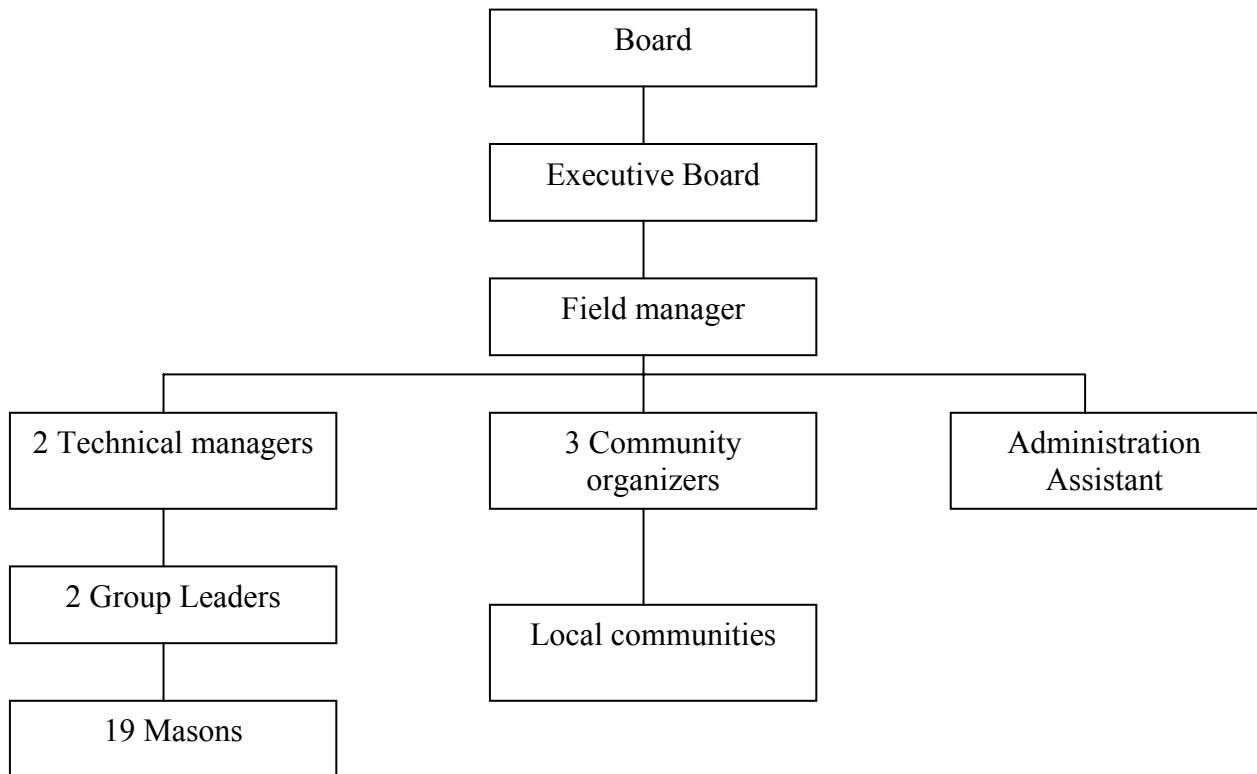 Board
Executive Board
Field manager
2 Technical managers
3 Community
organizers
Administration
Assistant
2 Group Leaders
Local communities
19 Masons